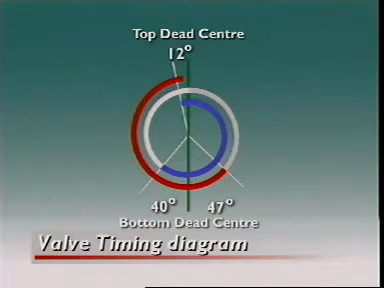 Top Dead Centre
12°
40° 47°
Bottom Dead Centre
Valve Timing diagram